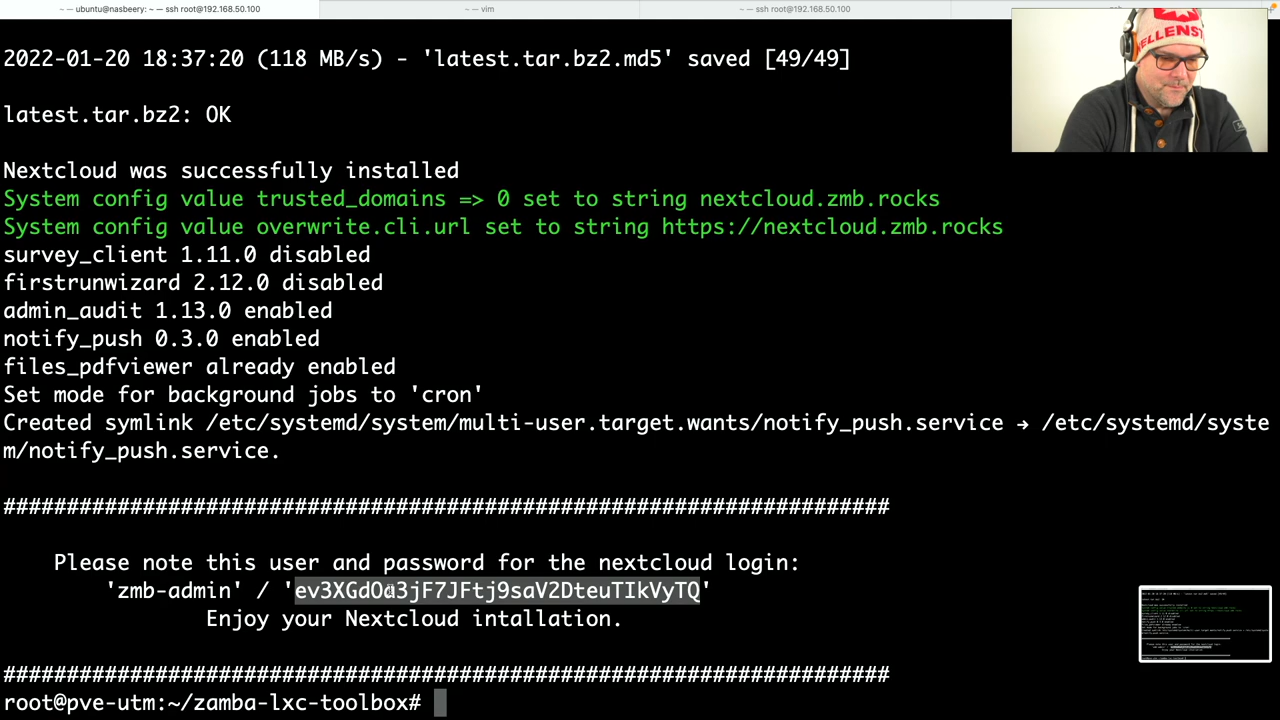 ~ — ubuntu@nasbeery: ~ — ssh root@192.168.50.100
~ — vim
~ — ssh root@192.168.50.100
ELLENST
2022-01-20 18:37:20 (118 MB/s) - 'latest.tar.bz2.md5' saved [49/49]
latest.tar.bz2: OK
Nextcloud was successfully installed
System config value trusted_domains => 0 set to string nextcloud.zmb.rocks
System config value overwrite.cli.url set to string https://nextcloud.zmb.rocks
survey_client 1.11.0 disabled
firstrunwizard 2.12.0 disabled
admin_audit 1.13.0 enabled
notify_push 0.3.0 enabled
files_pdfviewer already enabled
Set mode for background jobs to 'cron'
Created symlink /etc/systemd/system/multi-user.target.wants/notify_push.service → /etc/systemd/syste
m/notify_push.service.
######################################################################
Please note this user and password for the nextcloud login:
'zmb-admin' / 'ev3XGdOa3jF7JFtj9saV2DteuTIkVyTQ'
Enjoy your Nextcloud intallation.
######################################################################
root@pve-utm:~/zamba-lxc-toolbox#